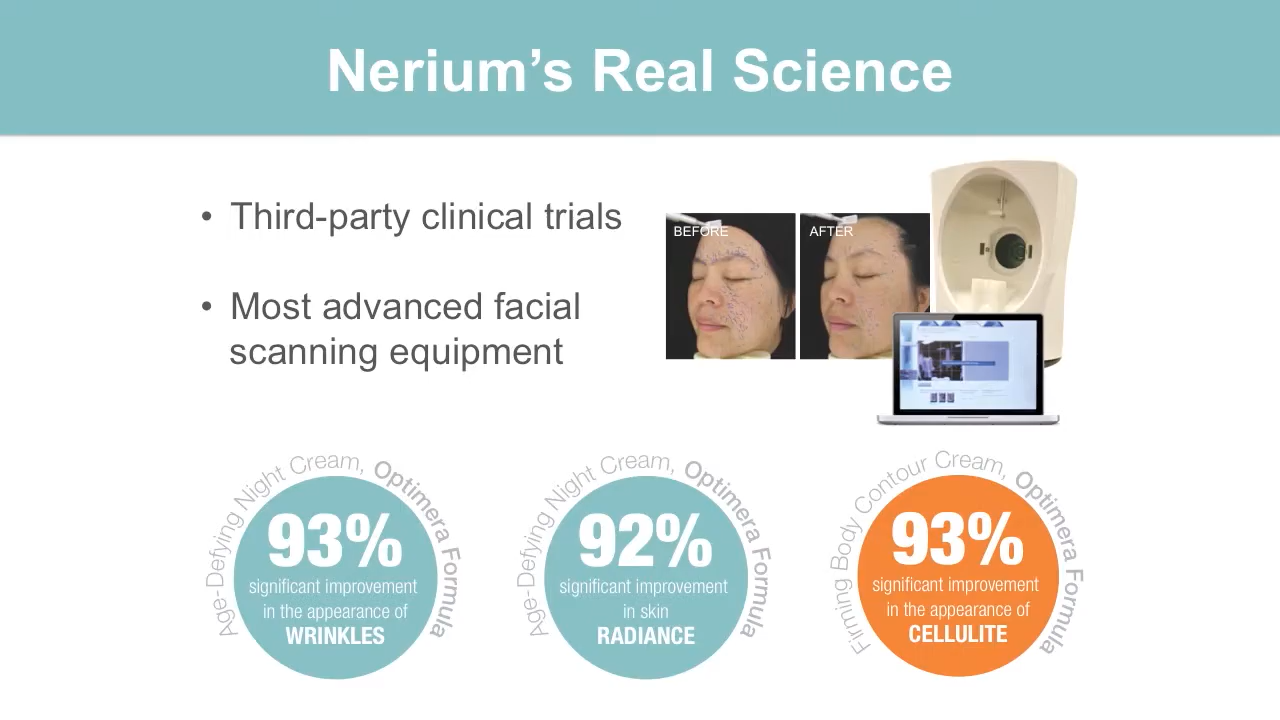 Nerium’s Real Science
• Third-party clinical trials
• Most advanced facial
scanning equipment
BEFORE
AFTER
Age-Defying Night Cream, Optimera Formula
93%
significant improvement
in the appearance of
WRINKLES
Age-Defying Night Cream, Optimera Formula
92%
significant improvement
in skin
RADIANCE
Firming Body Contour Cream, Optimera Formula
93%
significant improvement
in the appearance of
CELLULITE